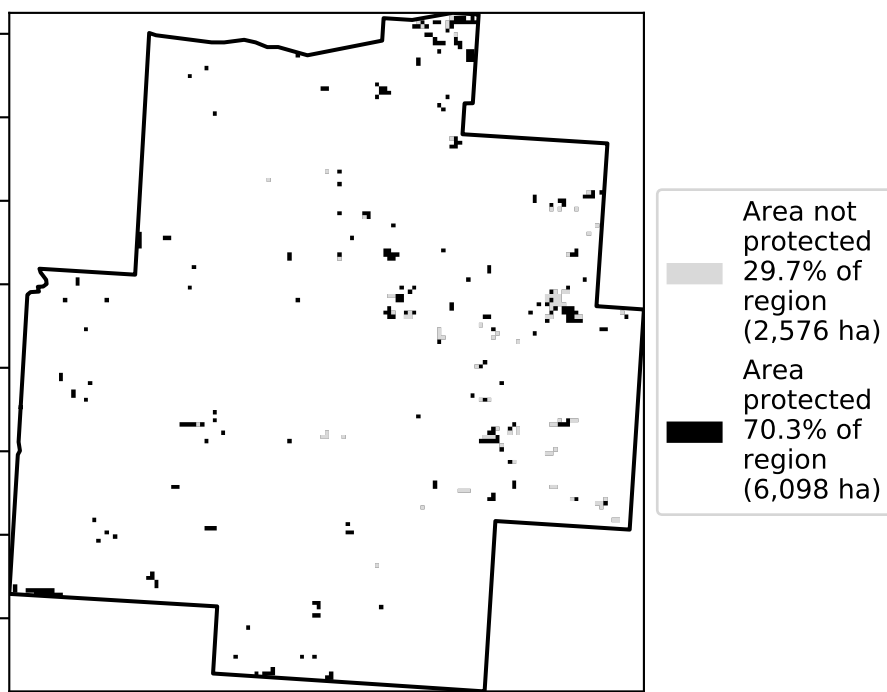 Area not
protected
29.7% of
region
(2,576 ha)
Area
protected
70.3% of
region
(6,098 ha)